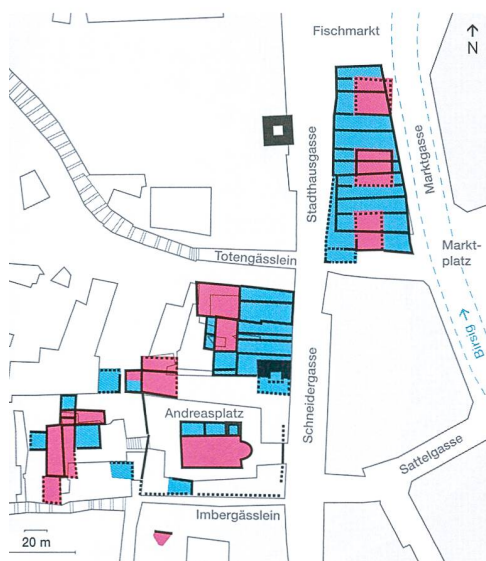 Fischmarkt
N
Stadthausgasse
Marktgasse
Markt-
platz
Totengässlein
Birsig
Schneidergasse
Andreasplatz
Sattelgasse
Imbergässlein
20 m